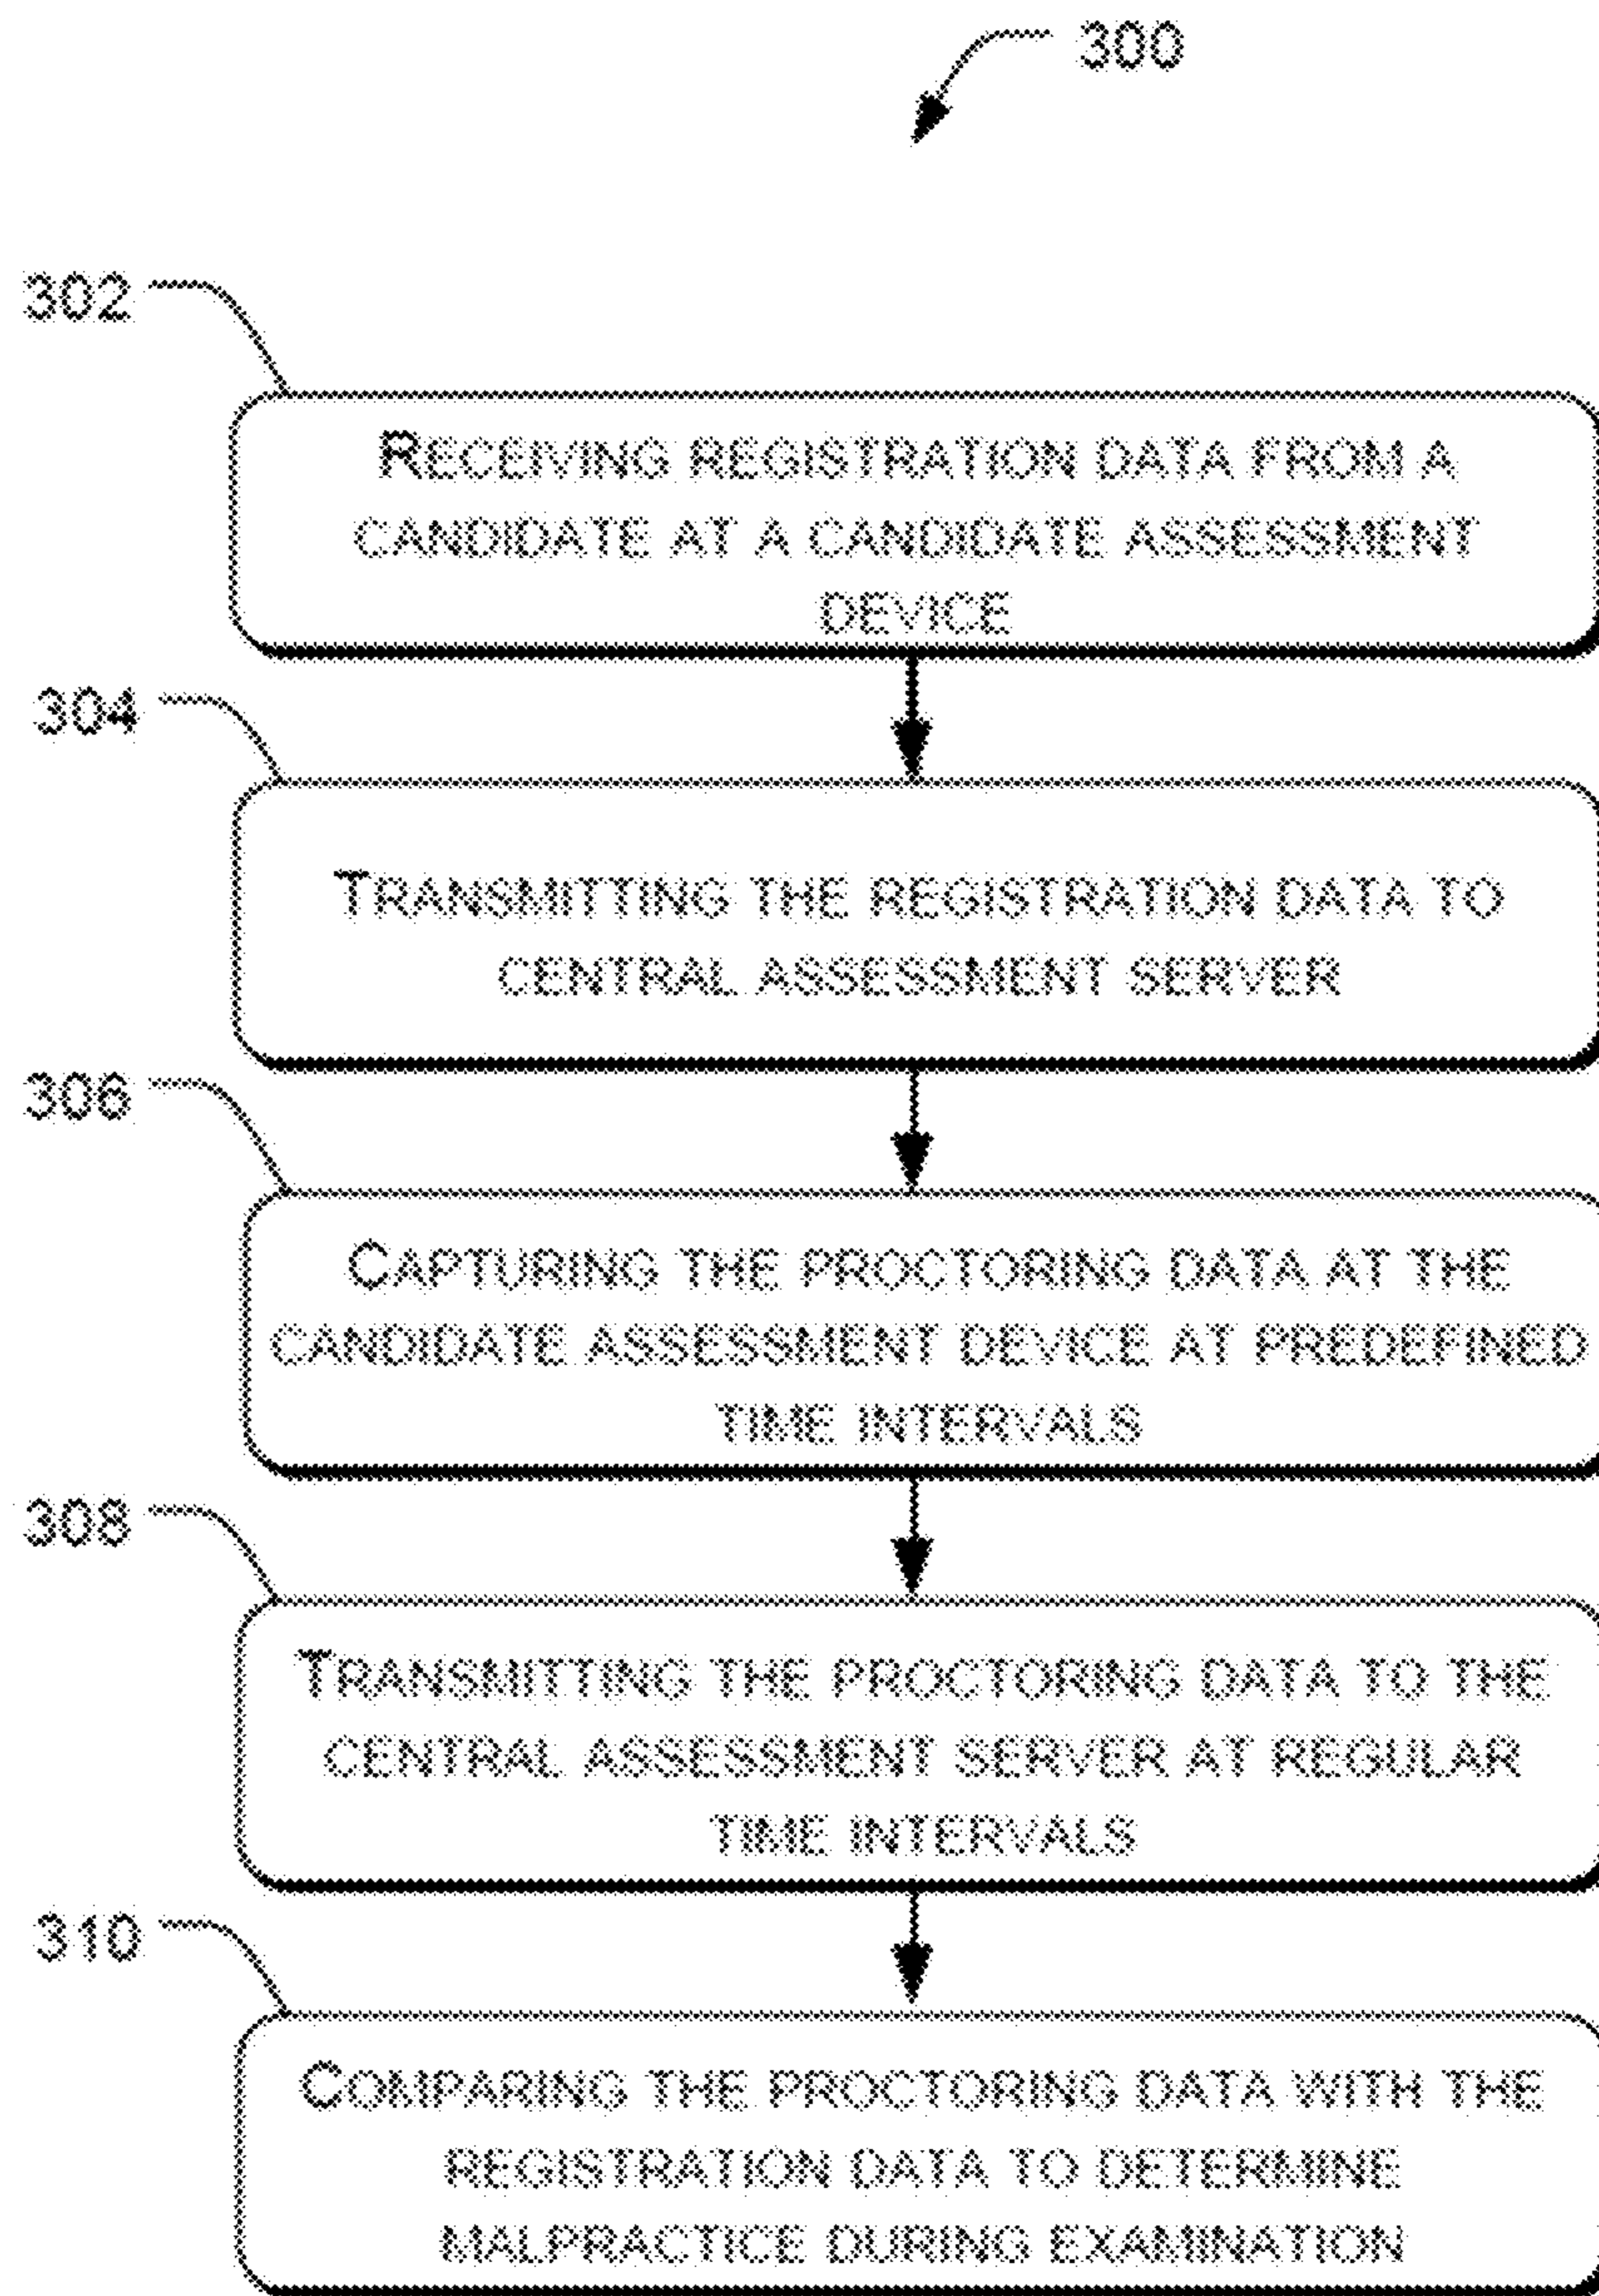 300
302
RECEIVING REGISTRATION DATA FROM A
CANDIDATE AT A CANDIDATE ASSESSMENT
DEVICE
304
TRANSMITTING THE REGISTRATION DATA TO
CENTRAL ASSESSMENT SERVER
306
CAPTURING THE PROCTORING DATA AT THE
CANDIDATE ASSESSMENT DEVICE AT PREDEFINED
TIME INTERVALS
308
TRANSMITTING THE PROCTORING DATA TO THE
CENTRAL ASSESSMENT SERVER AT REGULAR
TIME INTERVALS
310
COMPARING THE PROCTORING DATA WITH THE
REGISTRATION DATA TO DETERMINE
MALPRACTICE DURING EXAMINATION